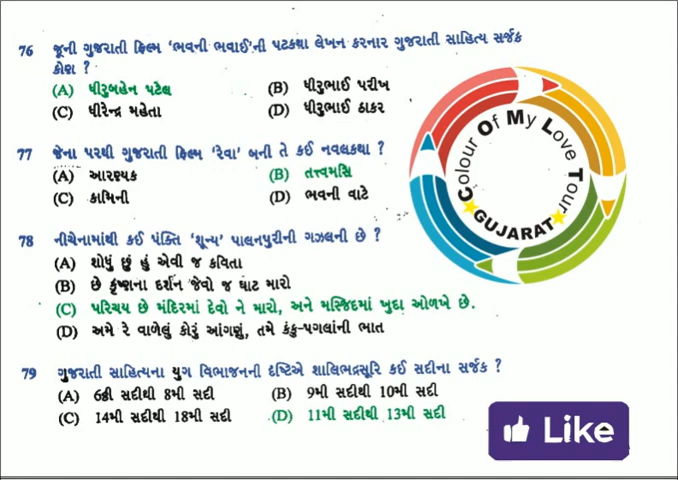 76 જૂની ગુજરાતી ફિલ્મ 'ભવની ભવાઈ'ની પટકથા લેખન કરનાર ગુજરાતી સાહિત્ય સર્જક
કોણ ?
(A) ધીરુબહેન પટેલ (B) ધીરુભાઈ પરીખ
(C) ધીરેન્દ્ર મહેતા (D) ધીરુભાઈ ઠાકર
77 જેના પરથી ગુજરાતી ફિલ્મ 'રેવા' બની તે કઈ નવલકથા ?
(A) આરણ્યક (B) તત્ત્વમસિ
(C) કામિની (D) ભવની વાટે
78 નીચેનામાંથી કઈ પંક્તિ 'શૂન્ય' પાલનપુરીની ગઝલની છે ?
(A) શોધું છું હું એવી જ કવિતા
(B) છે કૃષ્ણના દર્શન જેવો જ ઘાટ મારો
(C) પરિચય છે મંદિરમાં દેવો ને મારો, અને મસ્જિદમાં ખુદા ઓળખે છે.
(D) અમે રે વાળેલું કોરું આંગણું, તમે કંકુ-પગલાંની ભાત
79 ગુજરાતી સાહિત્યના યુગ વિભાજનની દૃષ્ટિએ શાલિભદ્રસૂરિ કઈ સદીના સર્જક ?
(A) 6ઠ્ઠી સદીથી 8મી સદી (B) 9મી સદીથી 10મી સદી
(C) 14મી સદીથી 18મી સદી (D) 11મી સદીથી 13મી સદી
Colour Of My Love Tour
GUJARAT
Like